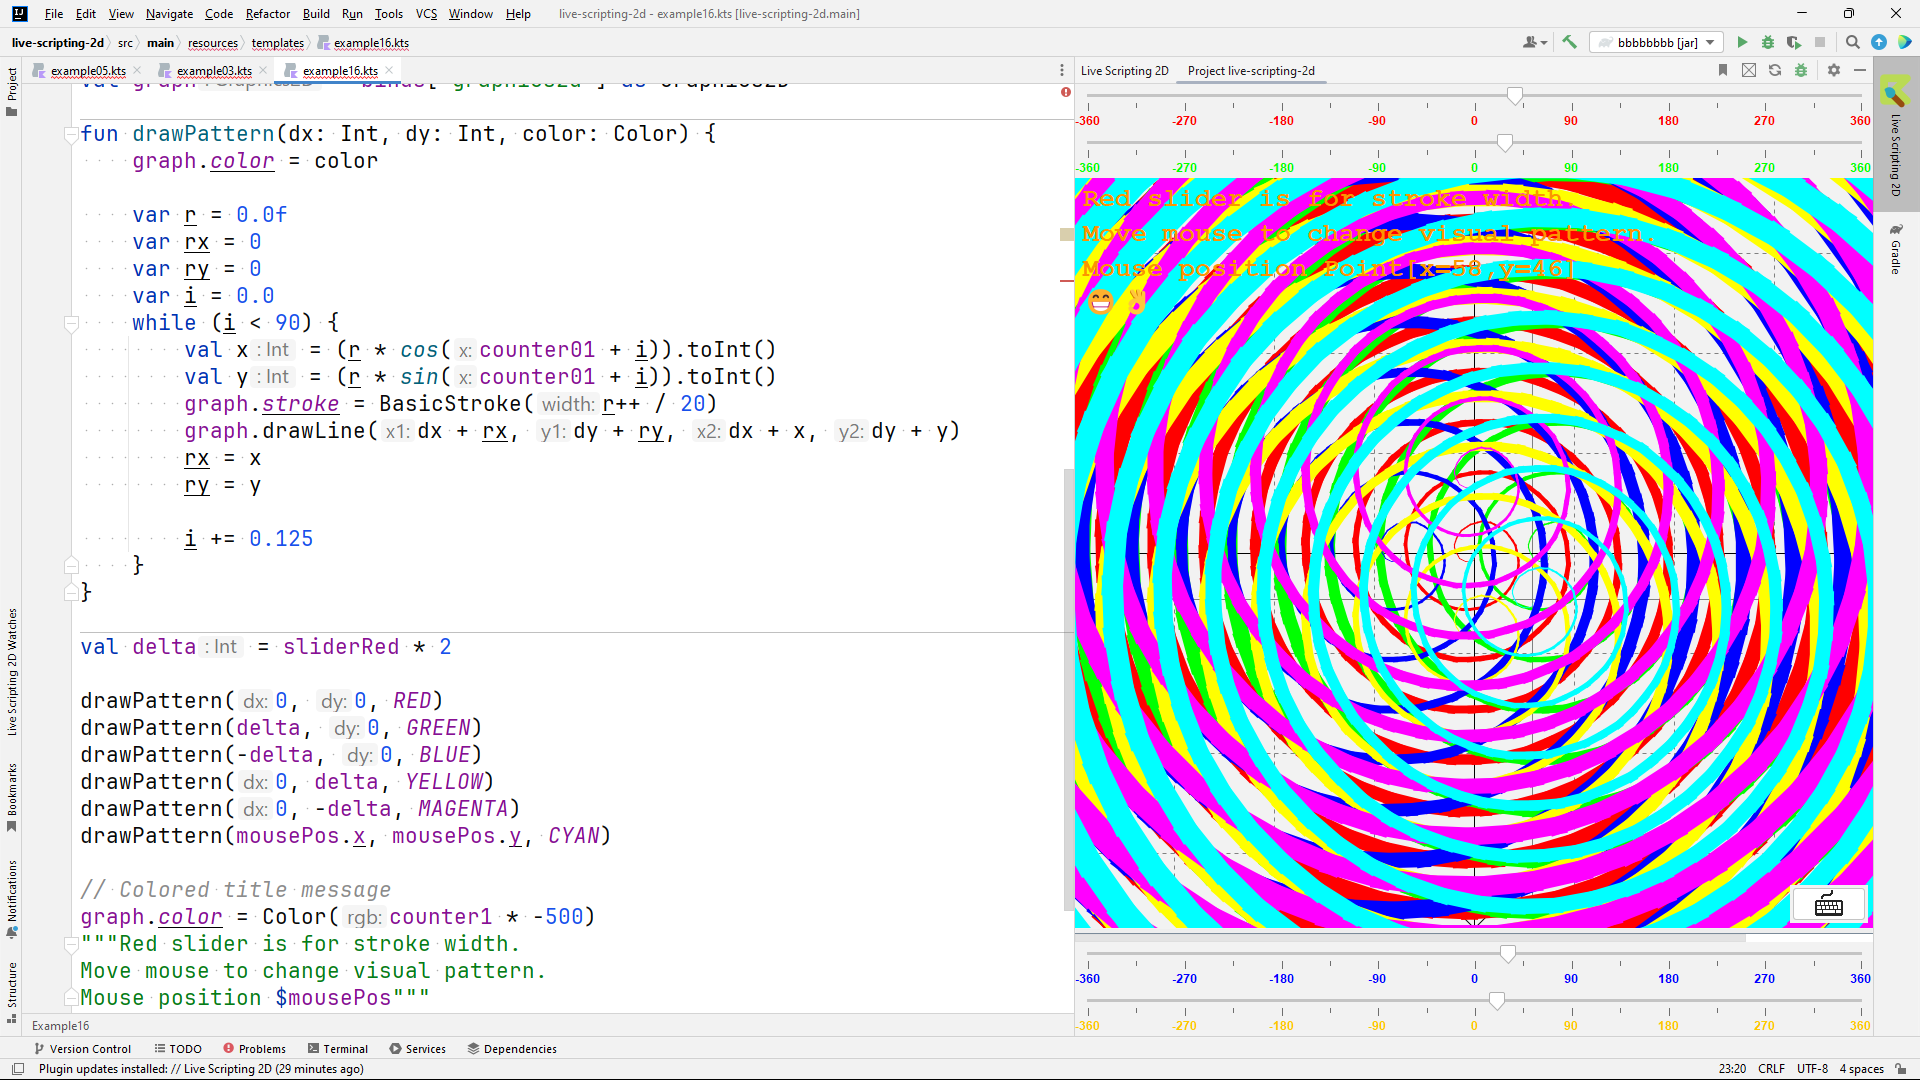 File Edit View Navigate Code Refactor Build Run Tools VCS Window Help live-scripting-2d - example16.kts [live-scripting-2d.main]
live-scripting-2d src main resources templates example16.kts
bbbbbbbb [jar]
example05.kts example03.kts example16.kts
Live Scripting 2D Project live-scripting-2d
fun drawPattern(dx: Int, dy: Int, color: Color) {
graph.color = color
var r = 0.0f
var rx = 0
var ry = 0
var i = 0.0
while (i < 90) {
val x : Int = (r * cos( x: counter01 + i)).toInt()
val y : Int = (r * sin( x: counter01 + i)).toInt()
graph.stroke = BasicStroke( width: r++ / 20)
graph.drawLine( x1: dx + rx, y1: dy + ry, x2: dx + x, y2: dy + y)
rx = x
ry = y
i += 0.125
}
}
val delta : Int = sliderRed * 2
drawPattern( dx: 0, dy: 0, RED)
drawPattern(delta, dy: 0, GREEN)
drawPattern(-delta, dy: 0, BLUE)
drawPattern( dx: 0, delta, YELLOW)
drawPattern( dx: 0, -delta, MAGENTA)
drawPattern(mousePos.x, mousePos.y, CYAN)
// Colored title message
graph.color = Color( rgb: counter1 * -500)
"""Red slider is for stroke width.
Move mouse to change visual pattern.
Mouse position $mousePos"""
Example16
-360 -270 -180 -90 0 90 180 270 360
-360 -270 -180 -90 0 90 180 270 360
Red slider is for stroke width.
Move mouse to change visual pattern.
Mouse position Point[x=58,y=46]
😁 ✌
-360 -270 -180 -90 0 90 180 270 360
-360 -270 -180 -90 0 90 180 270 360
Project
Live Scripting 2D Watches
Bookmarks
Notifications
Structure
Live Scripting 2D
Gradle
Version Control TODO Problems Terminal Services Dependencies
Plugin updates installed: // Live Scripting 2D (29 minutes ago) 23:20 CRLF UTF-8 4 spaces